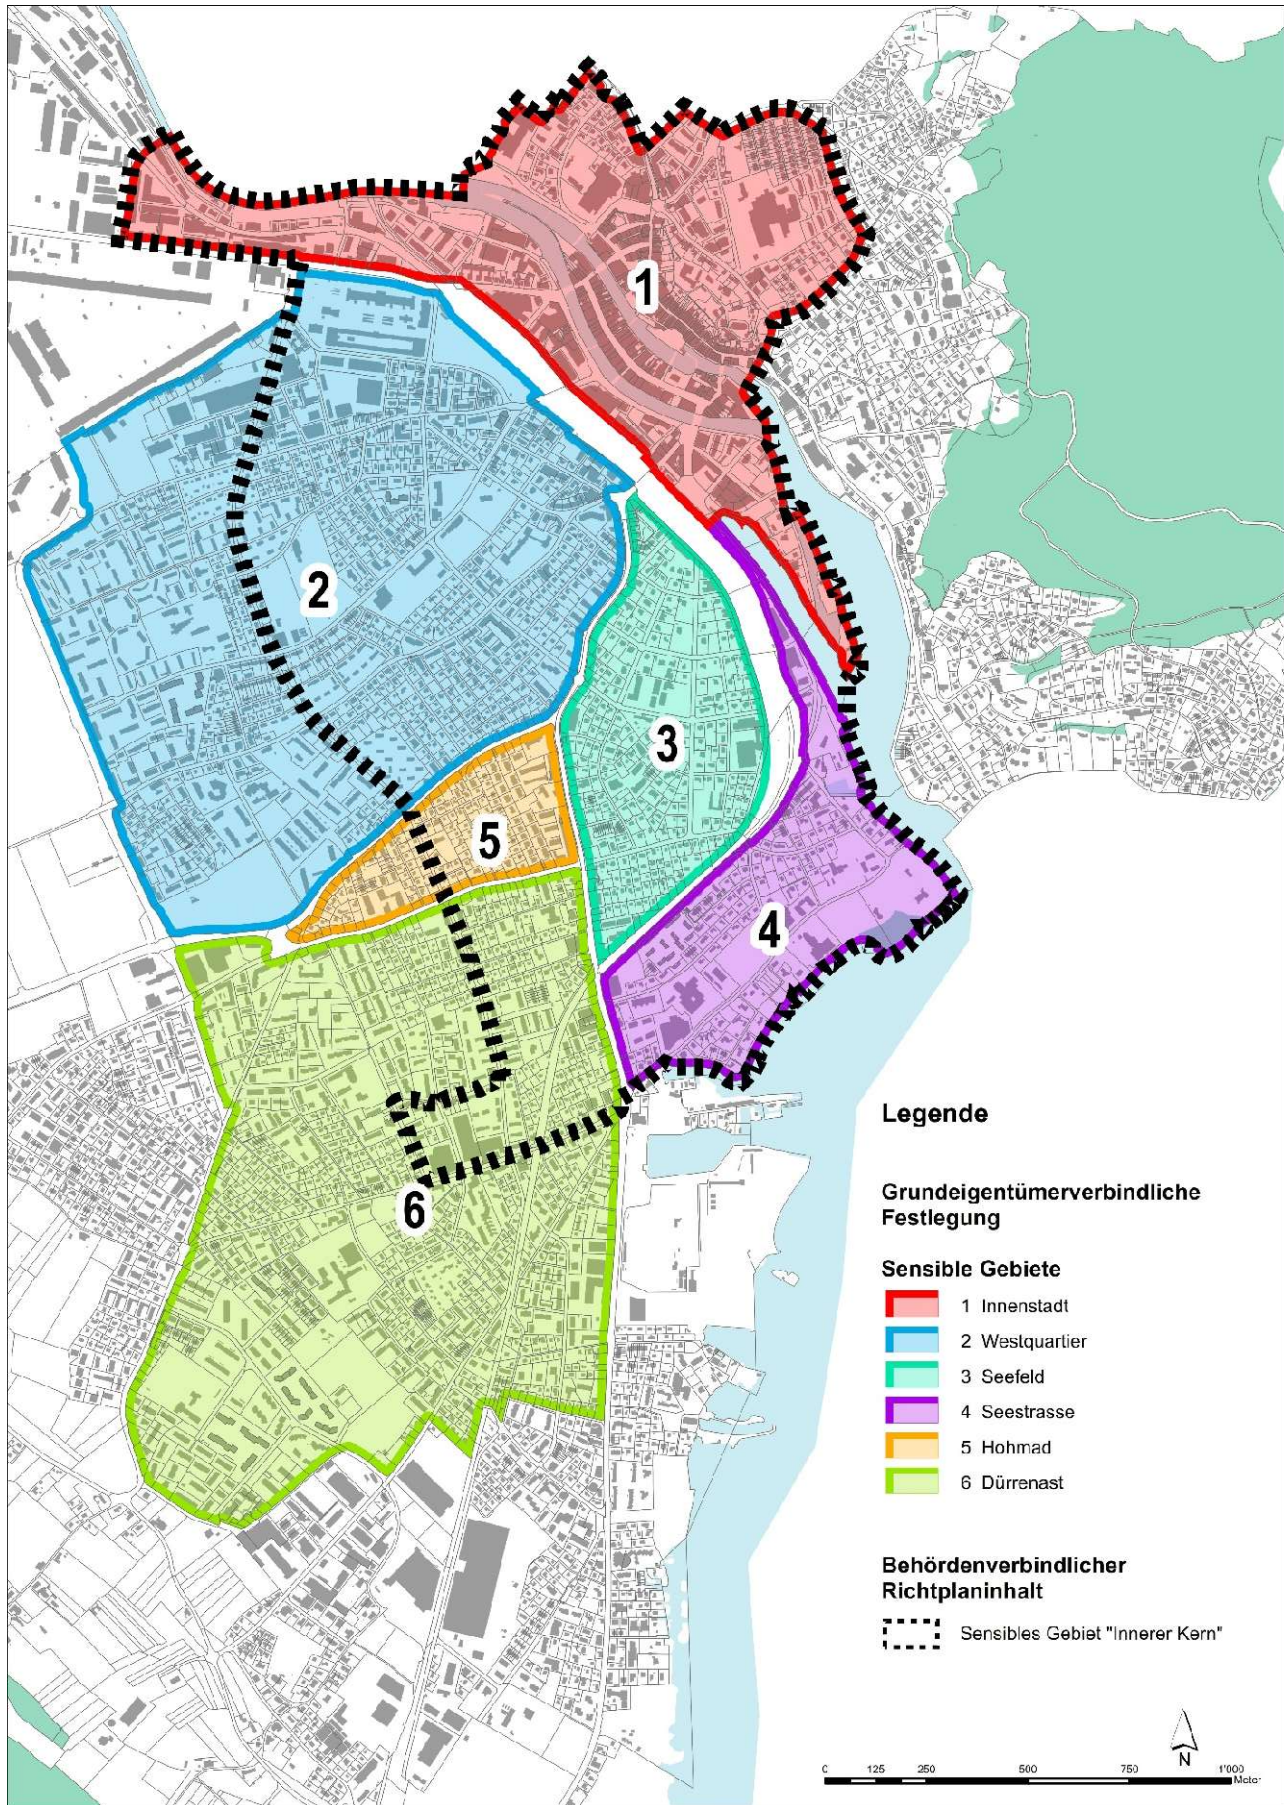 1
2
3
5
4
6
Legende
Grundeigentümerverbindliche
Festlegung
Sensible Gebiete
1 Innenstadt
2 Westquartier
3 Seefeld
4 Seestrasse
5 Hohmad
6 Dürrenast
Behördenverbindlicher
Richtplaninhalt
Sensibles Gebiet "Innerer Kern"
N
0 125 250 500 750 1'000
Meter